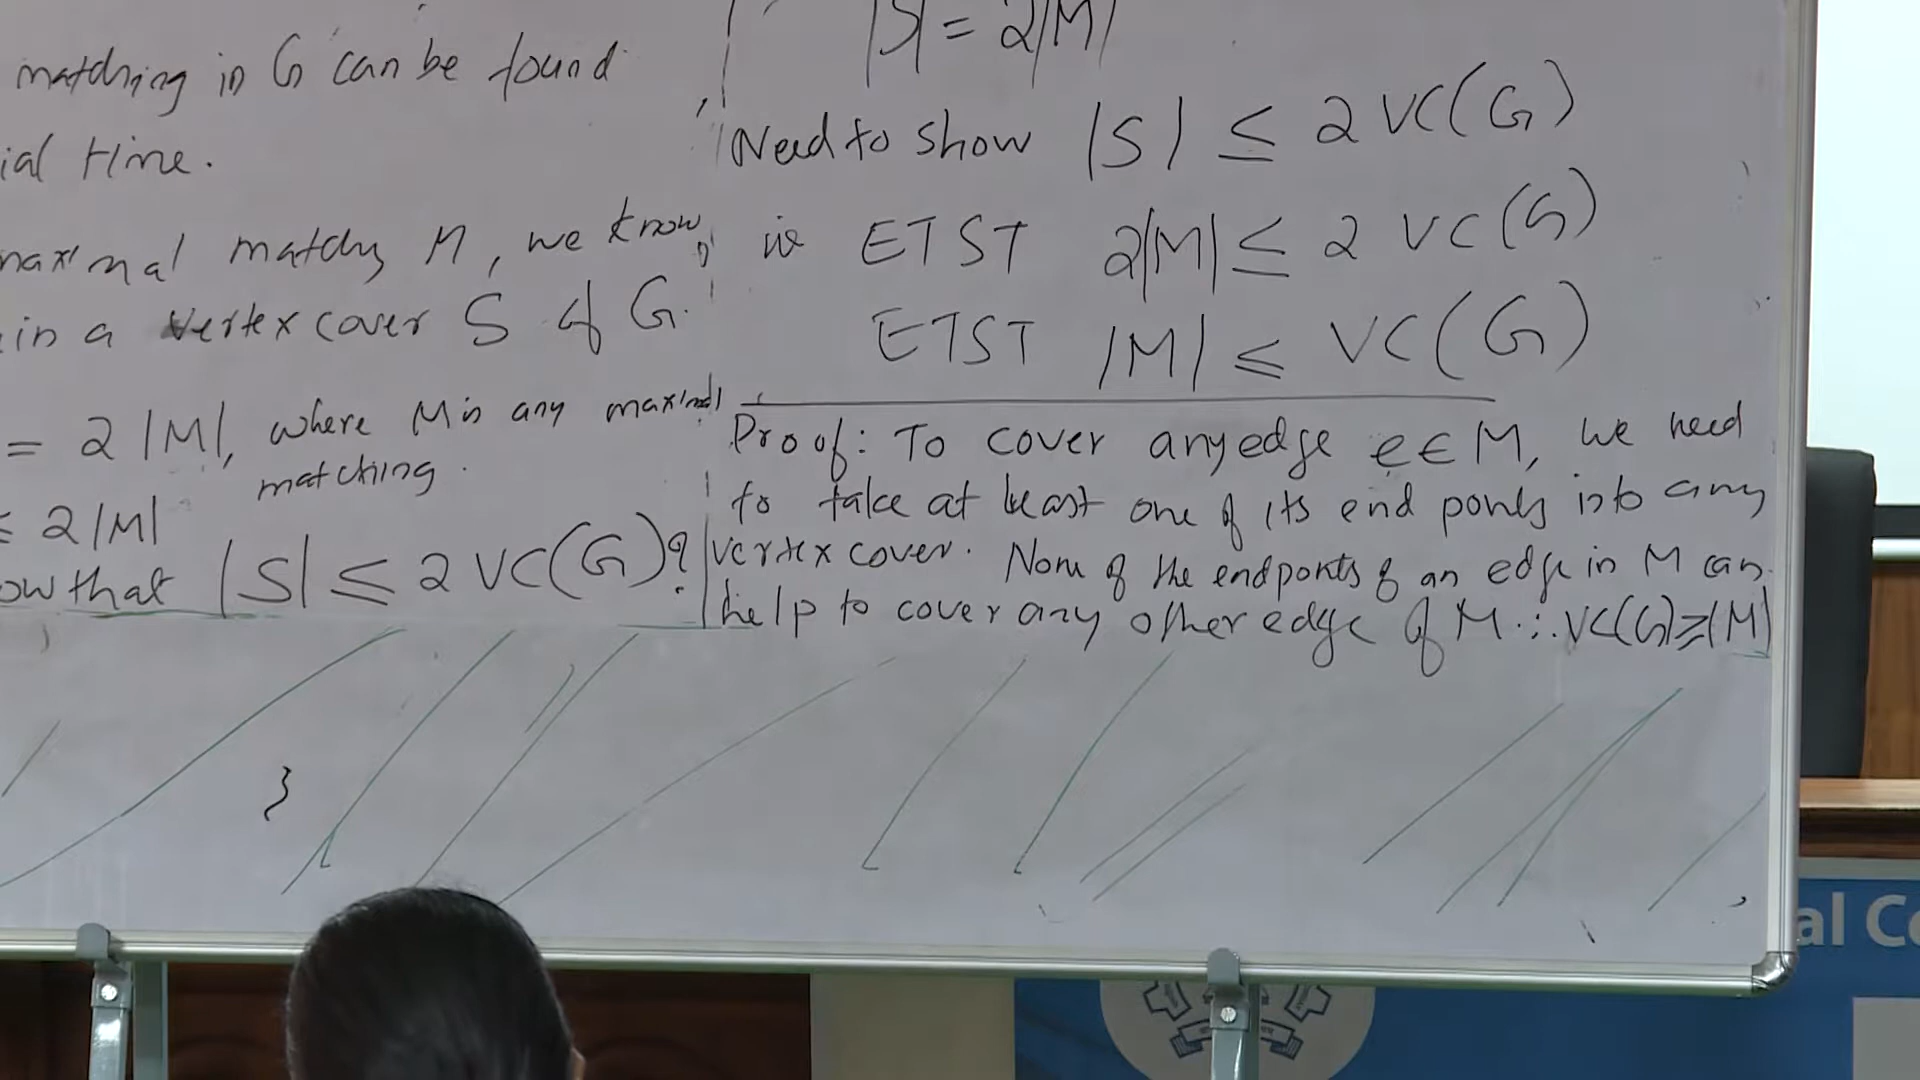 matching in G can be found
ial time.
maximal matchg M, we know
in a vertex cover S of G.
= 2|M|, where M is any maximal
matching.
≤ 2|M|
ow that |S| ≤ 2 VC(G)?
|S| = 2|M|
Need to show |S| ≤ 2 VC(G)
ie ETST 2|M| ≤ 2 VC(G)
ETST |M| ≤ VC(G)
Proof: To cover any edge e ∈ M, we need
to take at least one of its end points into any
vertex cover. None of the endpoints of an edge in M can
help to cover any other edge of M ∴ VC(G) ≥ |M|
}
al Co